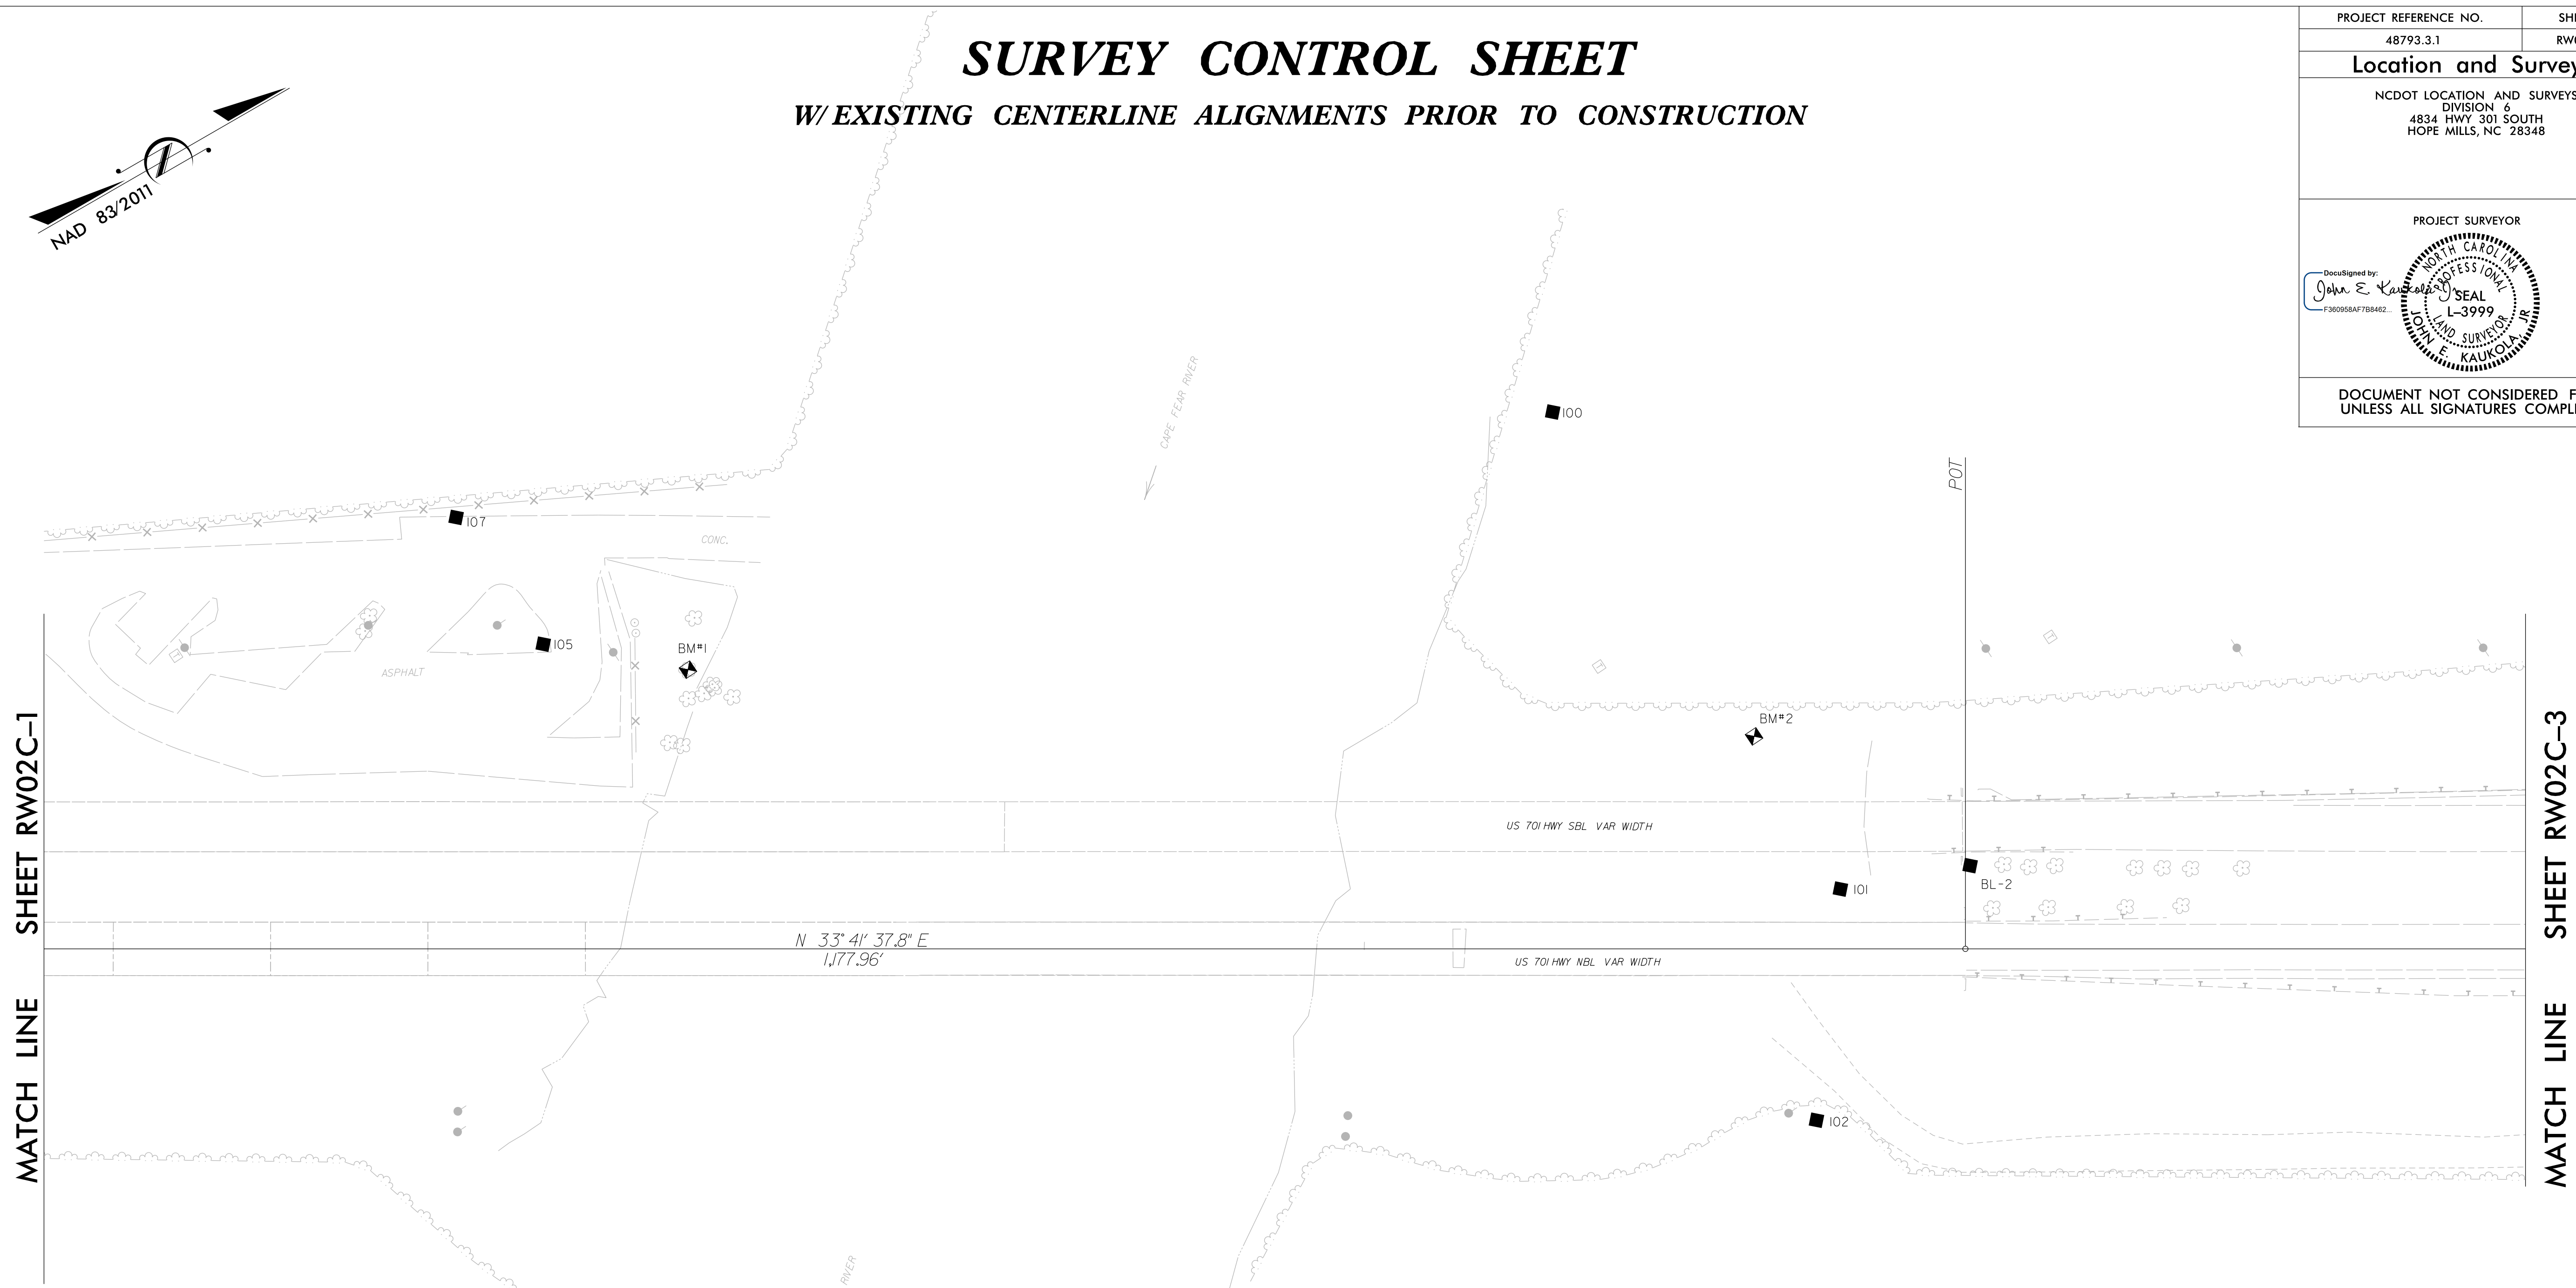 SURVEY CONTROL SHEET
W/ EXISTING CENTERLINE ALIGNMENTS PRIOR TO CONSTRUCTION
NAD 83/2011
PROJECT REFERENCE NO.
48793.3.1
Location and
NCDOT LOCATION AND SURVEYS
DIVISION 6
4834 HWY 301 SOUTH
HOPE MILLS, NC 28348
PROJECT SURVEYOR
DocuSigned by:
John E. Kaukola Jr.
F360958AF7B8462...
NORTH CAROLINA
PROFESSIONAL
SEAL
L-3999
LAND SURVEYOR
JOHN E. KAUKOLA, JR
DOCUMENT NOT CONSIDERED
UNLESS ALL SIGNATURES
CAPE FEAR RIVER
100
POT
107
CONC.
105
BM#1
ASPHALT
BM#2
US 701 HWY SBL VAR WIDTH
101
BL-2
N 33° 41' 37.8" E
1,177.96'
US 701 HWY NBL VAR WIDTH
102
RIVER
MATCH LINE SHEET RW02C-1
MATCH LINE SHEET RW02C-3